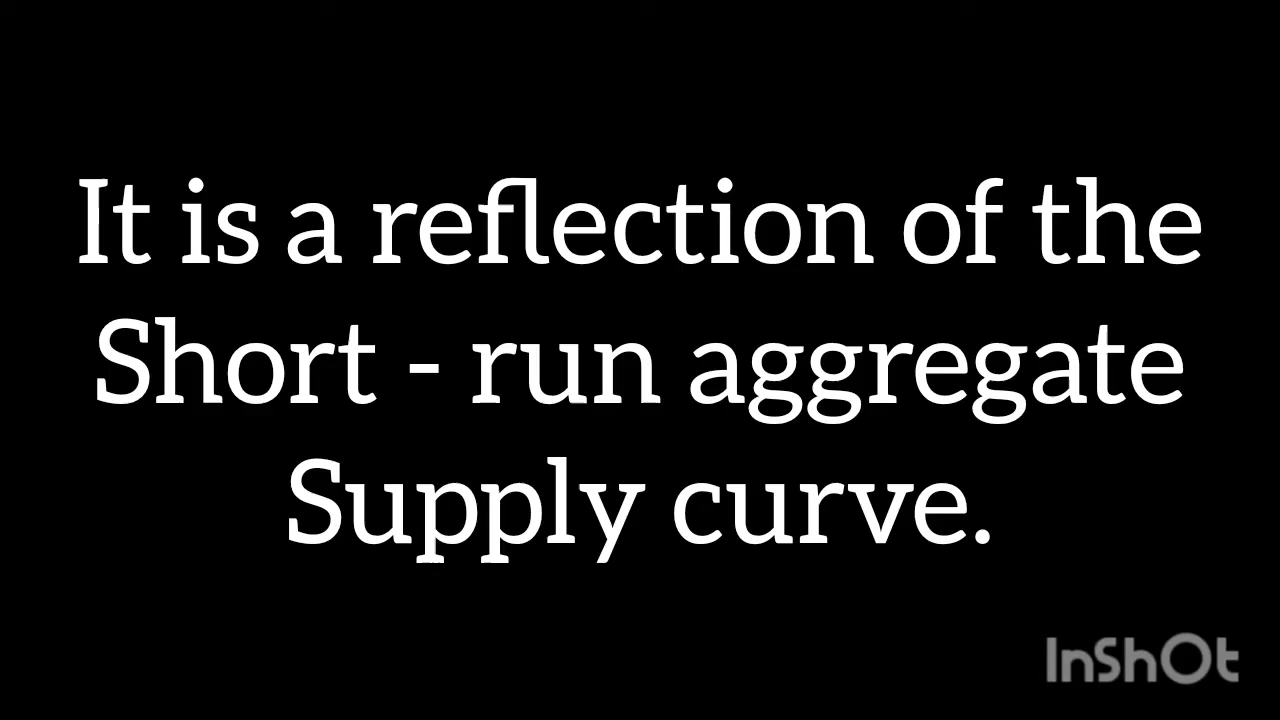 It is a reflection of the
Short - run aggregate
Supply curve.
InShOt